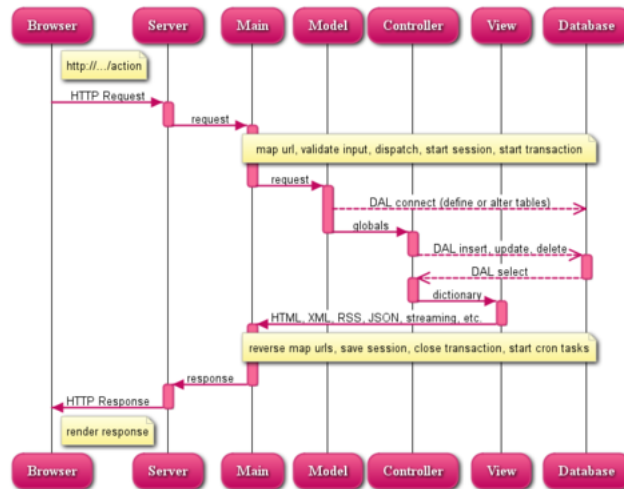 Browser Server Main Model Controller View Database
http://.../action
HTTP Request
request
map url, validate input, dispatch, start session, start transaction
request
DAL connect (define or alter tables)
globals
DAL insert, update, delete
DAL select
dictionary
HTML, XML, RSS, JSON, streaming, etc.
reverse map urls, save session, close transaction, start cron tasks
response
HTTP Response
render response
Browser Server Main Model Controller View Database